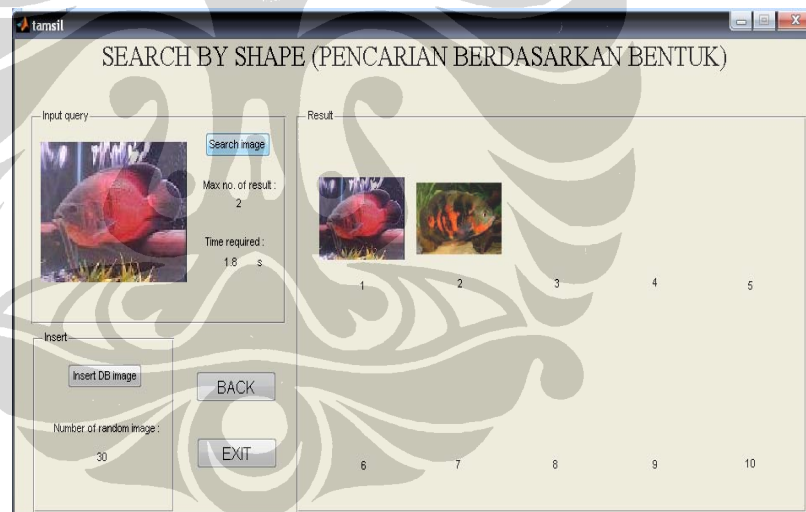 tamsil
SEARCH BY SHAPE (PENCARIAN BERDASARKAN BENTUK)
Input query
Search image
Max no. of result :
2
Time required :
1.8 s
Result
1 2 3 4 5
6 7 8 9 10
Insert
Insert DB image
Number of random image :
30
BACK
EXIT